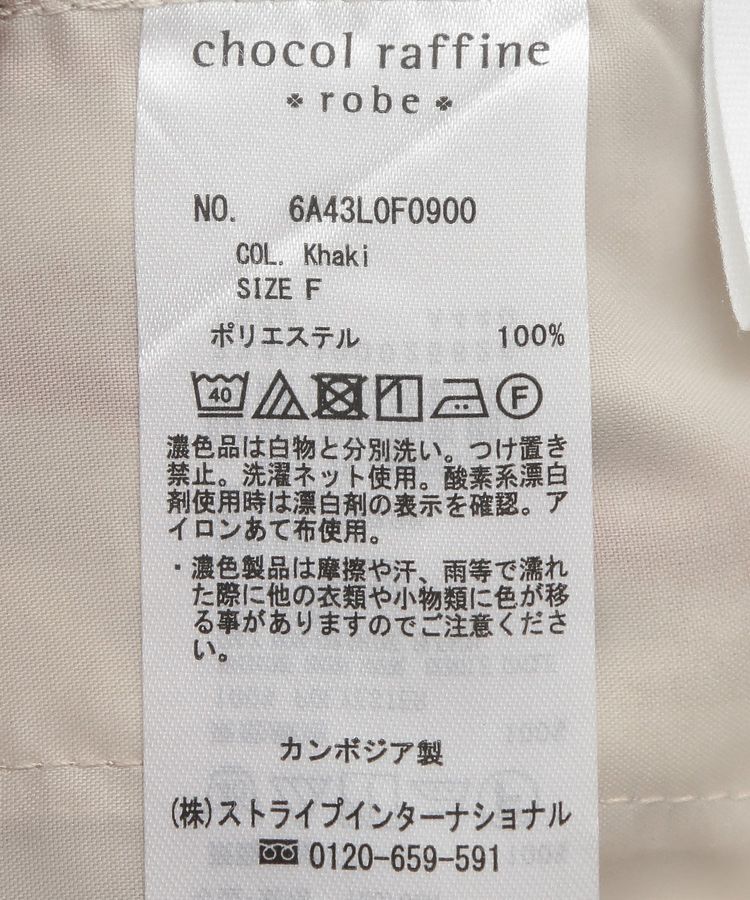 chocol raffine
robe
NO. 6A43L0F0900
COL. Khaki
SIZE F
ポリエステル 100%
40 F
濃色品は白物と分別洗い。つけ置き
禁止。洗濯ネット使用。酸素系漂白
剤使用時は漂白剤の表示を確認。ア
イロンあて布使用。
・濃色製品は摩擦や汗、雨等で濡れ
た際に他の衣類や小物類に色が移
る事がありますのでご注意くださ
い。
カンボジア製
(株)ストライプインターナショナル
0120-659-591